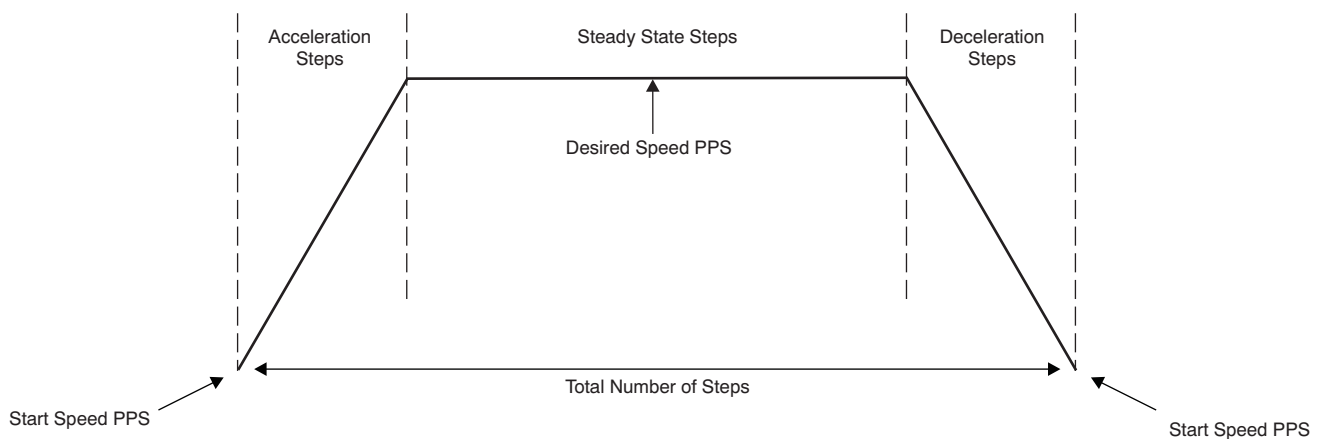 Acceleration
Steps
Steady State Steps
Deceleration
Steps
Desired Speed PPS
Total Number of Steps
Start Speed PPS
Start Speed PPS